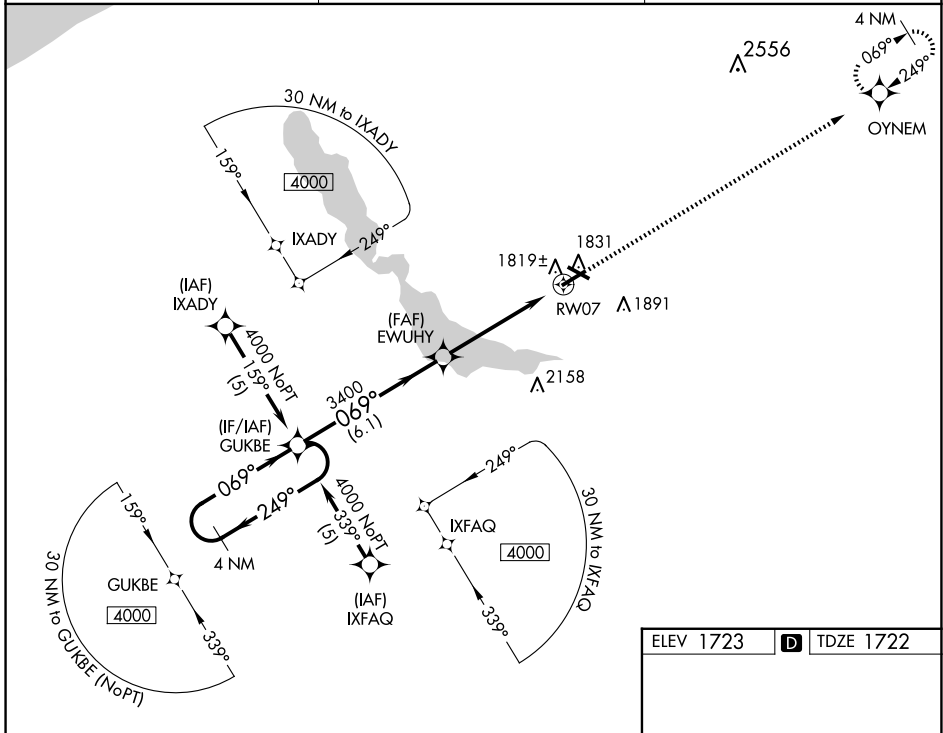 4 NM
069°
249°
OYNEM
2556
30 NM to IXADY
159°
4000
249°
IXADY
1819±
1831
RW07
1891
(IAF)
IXADY
4000 NoPT
159°
(5)
(FAF)
EWUHY
2158
3400
069°
(6.1)
(IF/IAF)
GUKBE
069°
249°
4 NM
4000 NoPT
339°
(5)
(IAF)
IXFAQ
249°
IXFAQ
4000
30 NM to IXFAQ
339°
159°
GUKBE
4000
339°
30 NM to GUKBE (NoPT)
ELEV 1723 D TDZE 1722